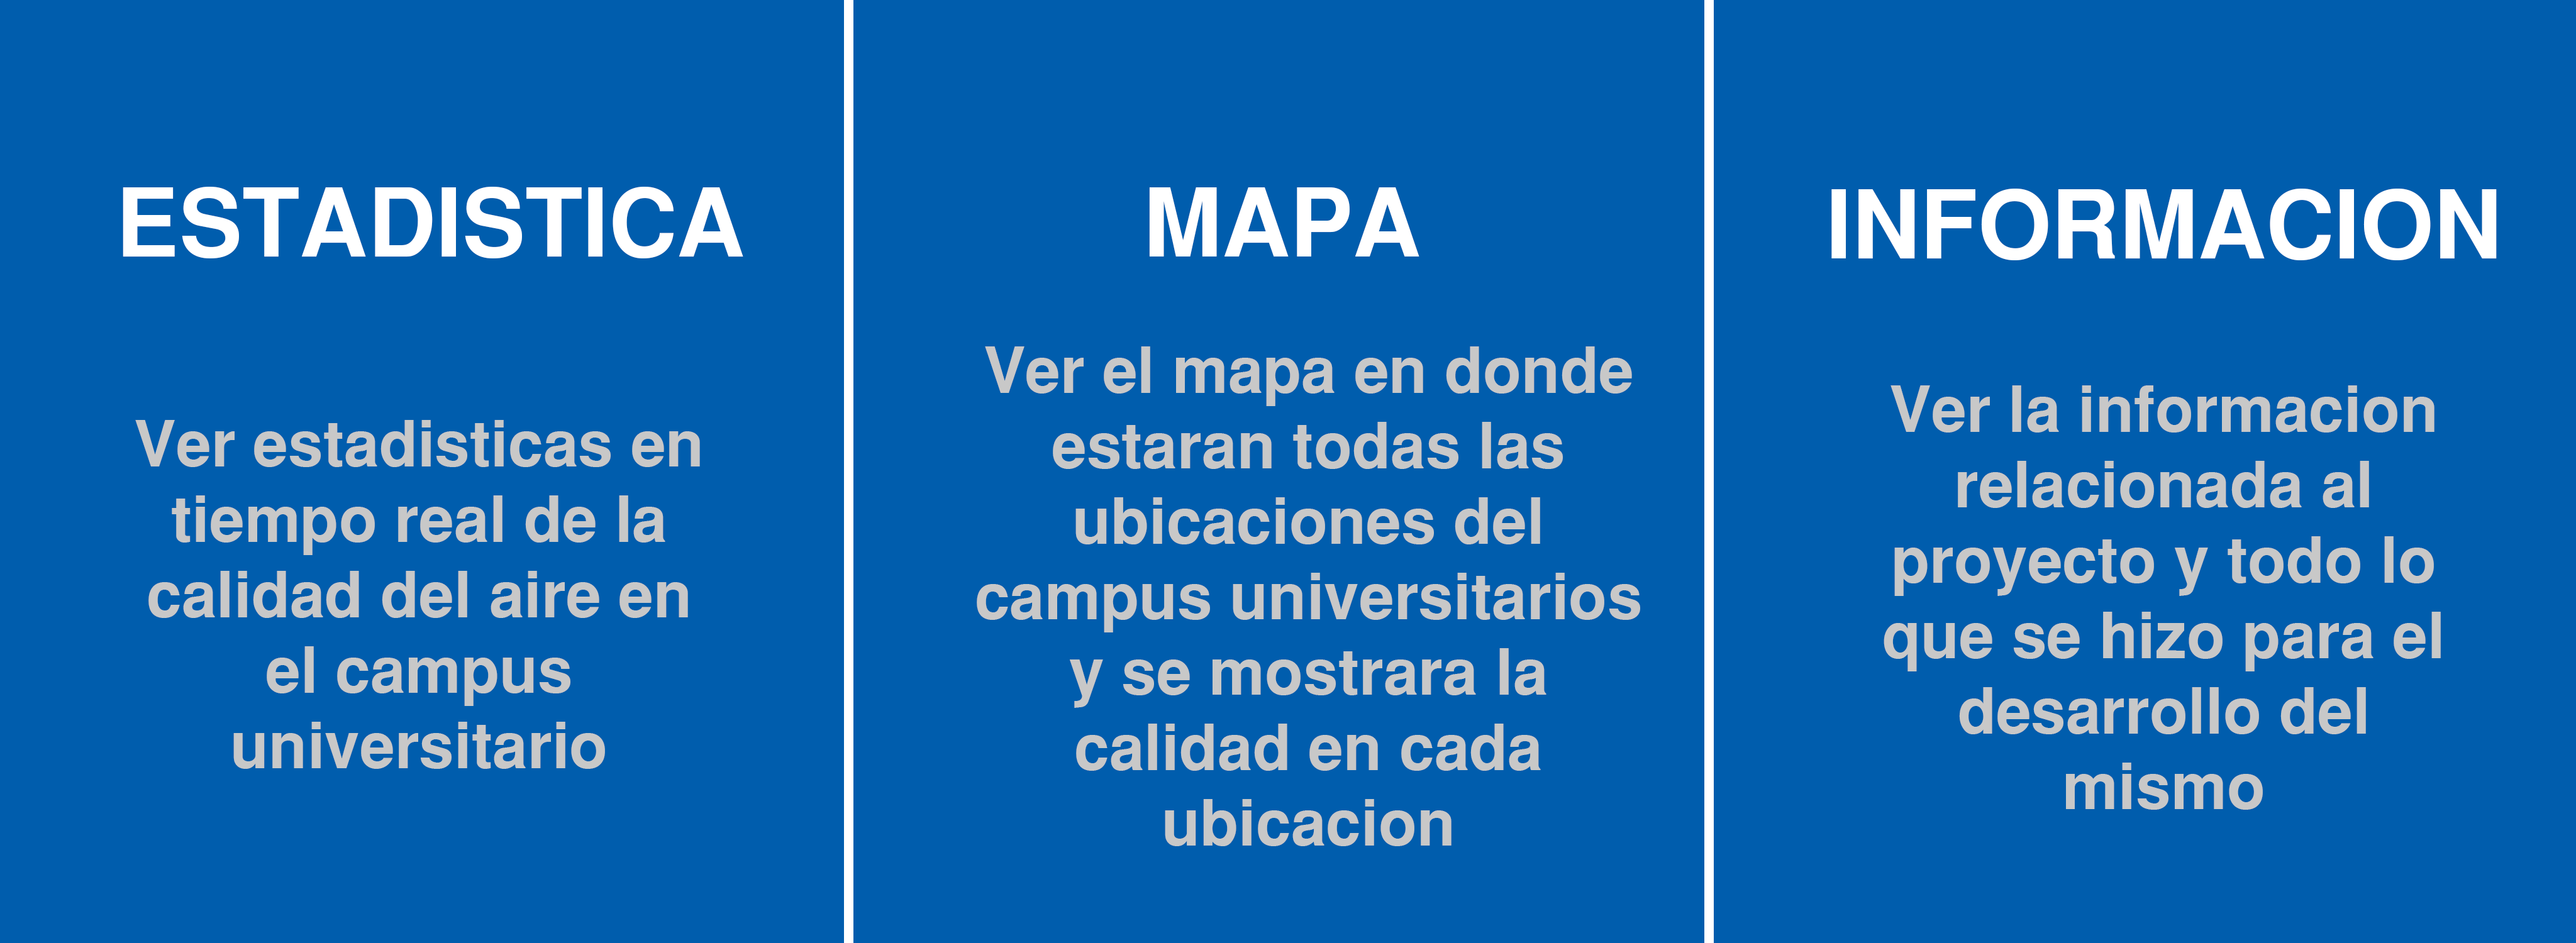 ESTADISTICA
Ver estadisticas en
tiempo real de la
calidad del aire en
el campus
universitario
MAPA
Ver el mapa en donde
estaran todas las
ubicaciones del
campus universitarios
y se mostrara la
calidad en cada
ubicacion
INFORMACION
Ver la informacion
relacionada al
proyecto y todo lo
que se hizo para el
desarrollo del
mismo